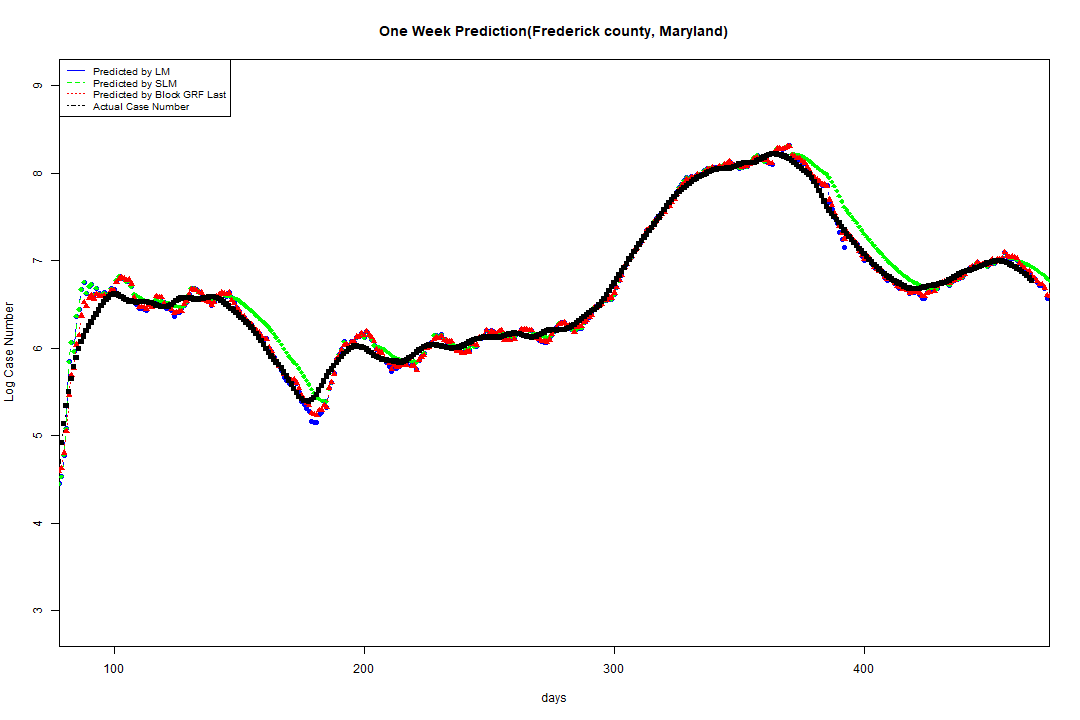 One Week Prediction(Frederick county, Maryland)
Predicted by LM
Predicted by SLM
Predicted by Block GRF Last
Actual Case Number
9
8
7
6
5
4
3
Log Case Number
100 200 300 400
days